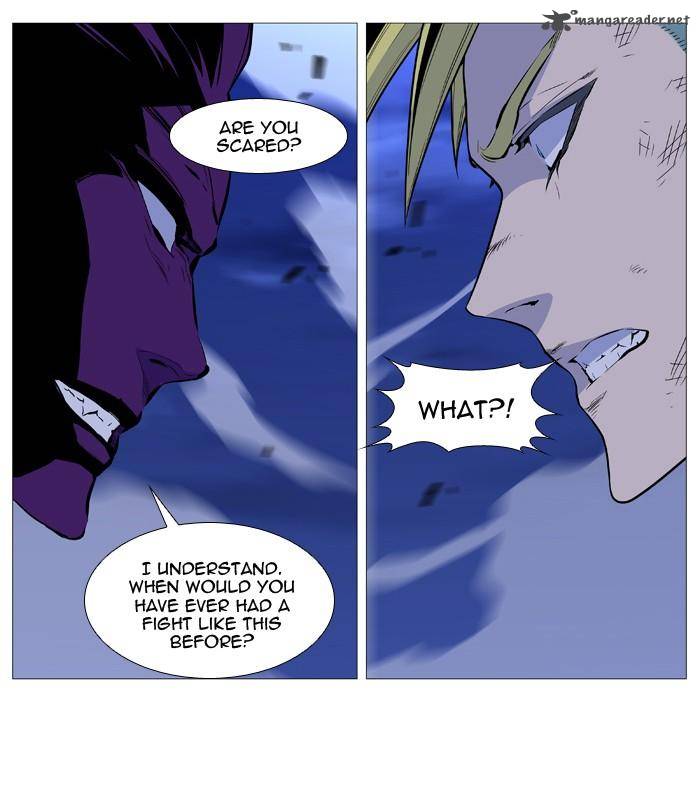 mangareader.net
ARE YOU
SCARED?
WHAT?!
I UNDERSTAND.
WHEN WOULD YOU
HAVE EVER HAD A
FIGHT LIKE THIS
BEFORE?